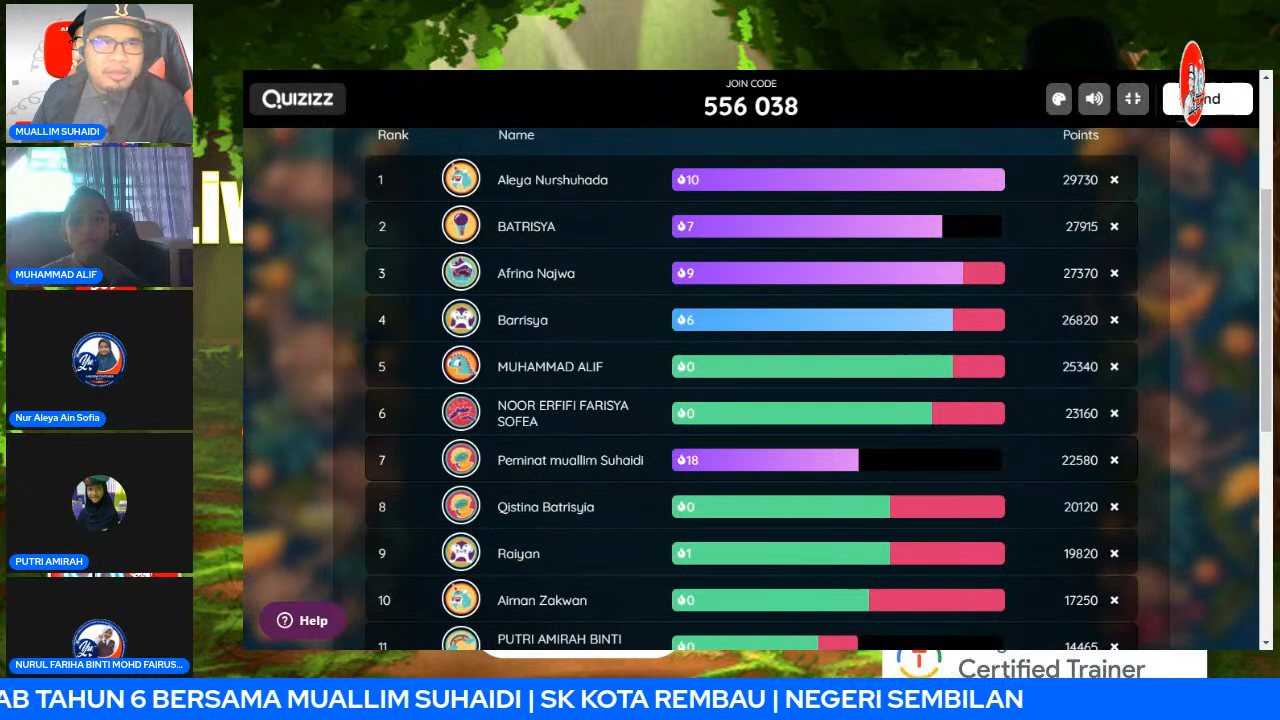 MUALLIM SUHAIDI
MUHAMMAD ALIF
Nur Aleya Ain Sofia
PUTRI AMIRAH
NURUL FARIHA BINTI MOHD FAIRUS...
Quizizz
JOIN CODE
556 038
Rank Name Points
1 Aleya Nurshuhada 10 29730
2 BATRISYA 7 27915
3 Afrina Najwa 9 27370
4 Barrisya 6 26820
5 MUHAMMAD ALIF 0 25340
6 NOOR ERFIFI FARISYA
SOFEA 0 23160
7 Peminat muallim Suhaidi 18 22580
8 Qistina Batrisyia 0 20120
9 Raiyan 1 19820
10 Aiman Zakwan 0 17250
11 PUTRI AMIRAH BINTI 0 14465
Help
Certified Trainer
AB TAHUN 6 BERSAMA MUALLIM SUHAIDI | SK KOTA REMBAU | NEGERI SEMBILAN